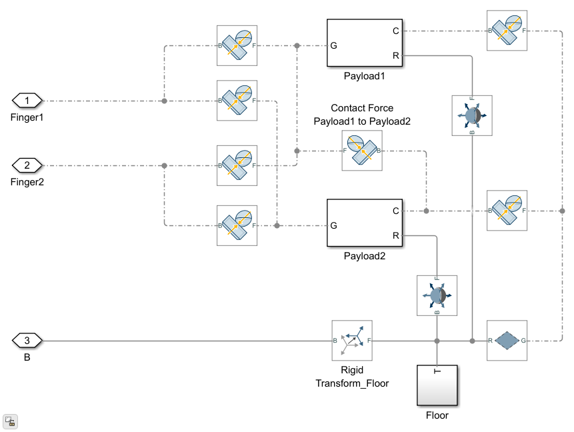 B
F
G
C
R
Payload1
B
F
1
Finger1
B
F
F
B
Contact Force
Payload1 to Payload2
2
Finger2
B
F
F
B
B
F
G
C
R
Payload2
B
F
F
B
3
B
B
F
R
G
Rigid
Transform_Floor
T
Floor